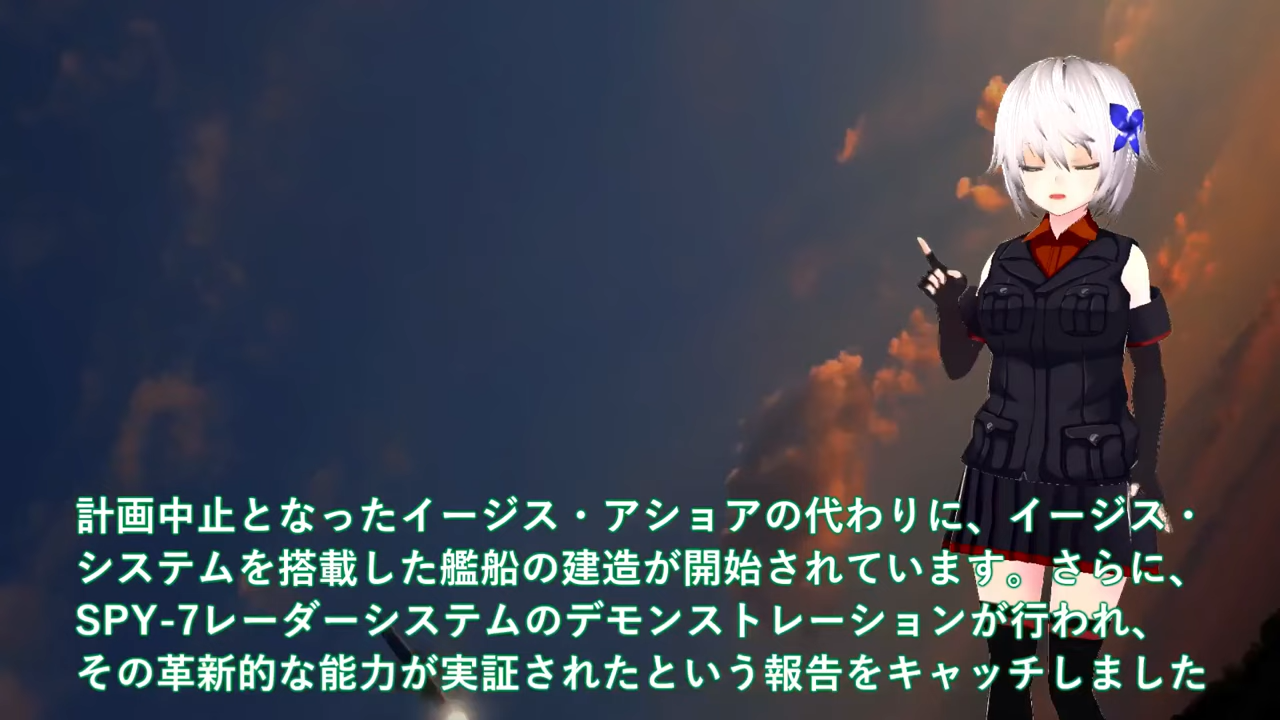 計画中止となったイージス・アショアの代わりに、イージス・
システムを搭載した艦船の建造が開始されています。さらに、
SPY-7レーダーシステムのデモンストレーションが行われ、
その革新的な能力が実証されたという報告をキャッチしました